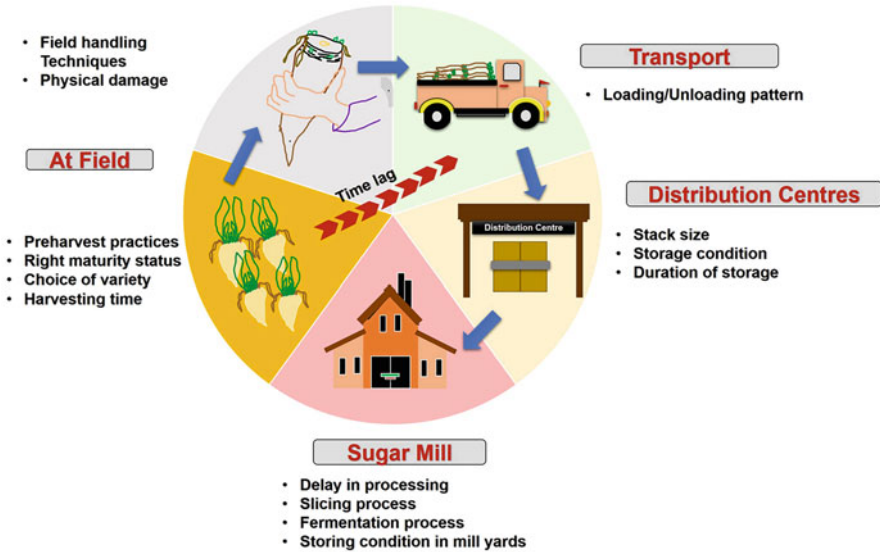 • Field handling
Techniques
• Physical damage
At Field
• Preharvest practices
• Right maturity status
• Choice of variety
• Harvesting time
Time lag
Transport
• Loading/Unloading pattern
Distribution Centres
• Stack size
• Storage condition
• Duration of storage
Distribution Centre
Sugar Mill
• Delay in processing
• Slicing process
• Fermentation process
• Storing condition in mill yards